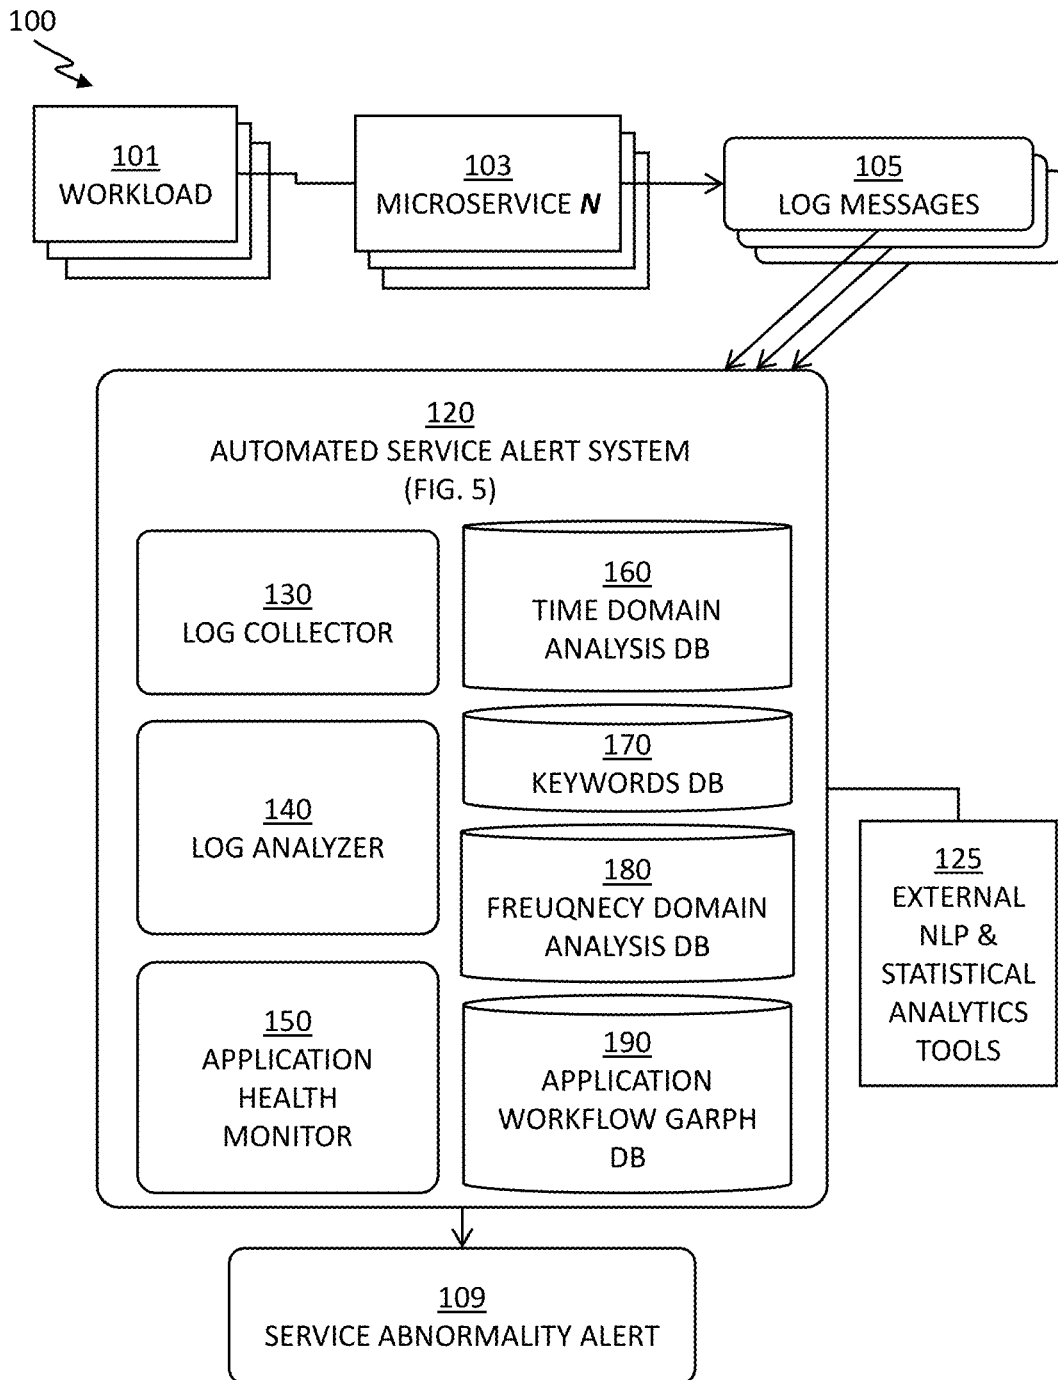 100
101
WORKLOAD
103
MICROSERVICE N
105
LOG MESSAGES
120
AUTOMATED SERVICE ALERT SYSTEM
(FIG. 5)
130
LOG COLLECTOR
140
LOG ANALYZER
150
APPLICATION
HEALTH
MONITOR
160
TIME DOMAIN
ANALYSIS DB
170
KEYWORDS DB
180
FREUQNECY DOMAIN
ANALYSIS DB
190
APPLICATION
WORKFLOW GARPH
DB
125
EXTERNAL
NLP &
STATISTICAL
ANALYTICS
TOOLS
109
SERVICE ABNORMALITY ALERT